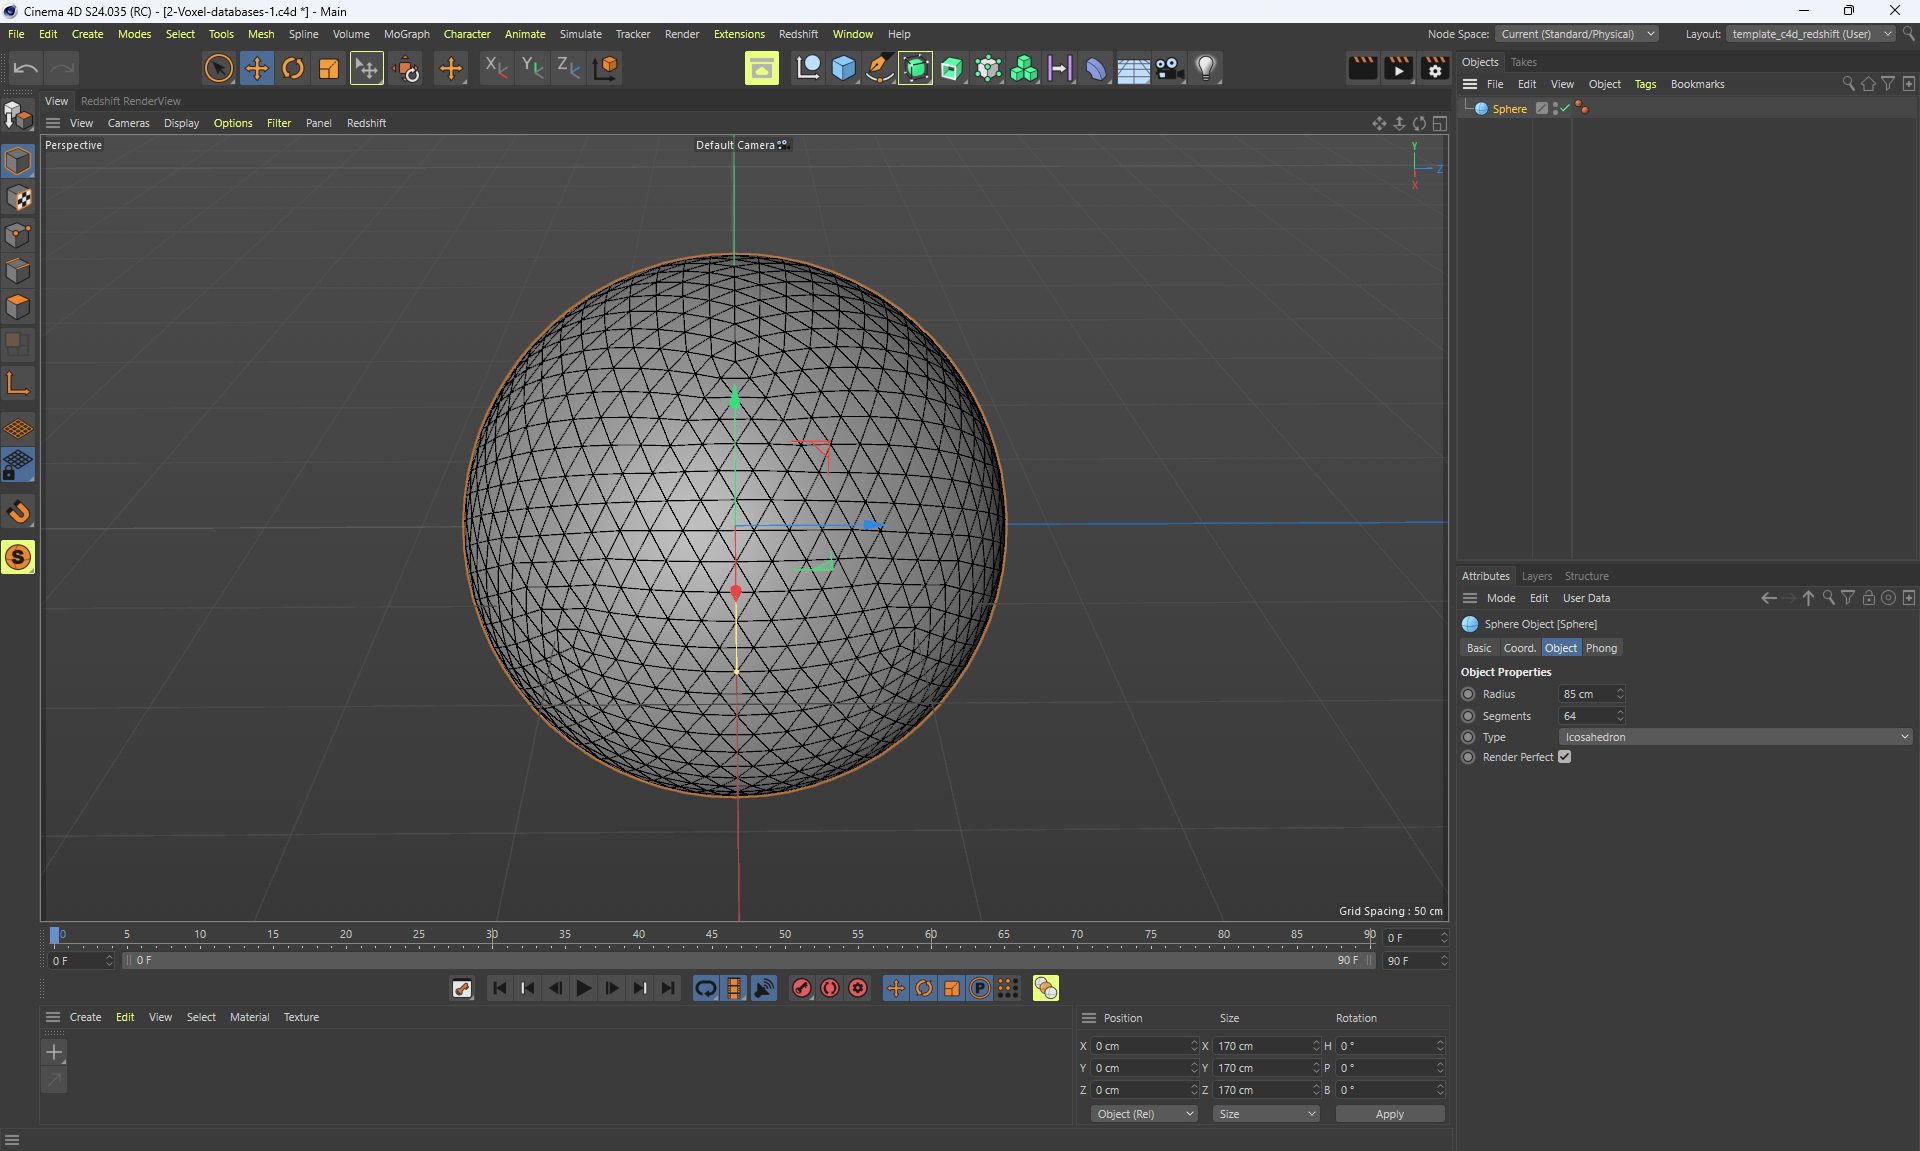 Cinema 4D S24.035 (RC) - [2-Voxel-databases-1.c4d *] - Main
File Edit Create Modes Select Tools Mesh Spline Volume MoGraph Character Animate Simulate Tracker Render Extensions Redshift Window Help
Node Space: Current (Standard/Physical) Layout: template_c4d_redshift (User)
X Y Z
Objects Takes
File Edit View Object Tags Bookmarks
Sphere
View Redshift RenderView
View Cameras Display Options Filter Panel Redshift
Perspective
Default Camera
Y
Z
X
S
Grid Spacing : 50 cm
Attributes Layers Structure
Mode Edit User Data
Sphere Object [Sphere]
Basic Coord. Object Phong
Object Properties
Radius 85 cm
Segments 64
Type Icosahedron
Render Perfect
0 5 10 15 20 25 30 35 40 45 50 55 60 65 70 75 80 85 90 0 F
0 F 0 F 90 F 90 F
P
Create Edit View Select Material Texture
Position Size Rotation
X 0 cm X 170 cm H 0 °
Y 0 cm Y 170 cm P 0 °
Z 0 cm Z 170 cm B 0 °
Object (Rel) Size Apply